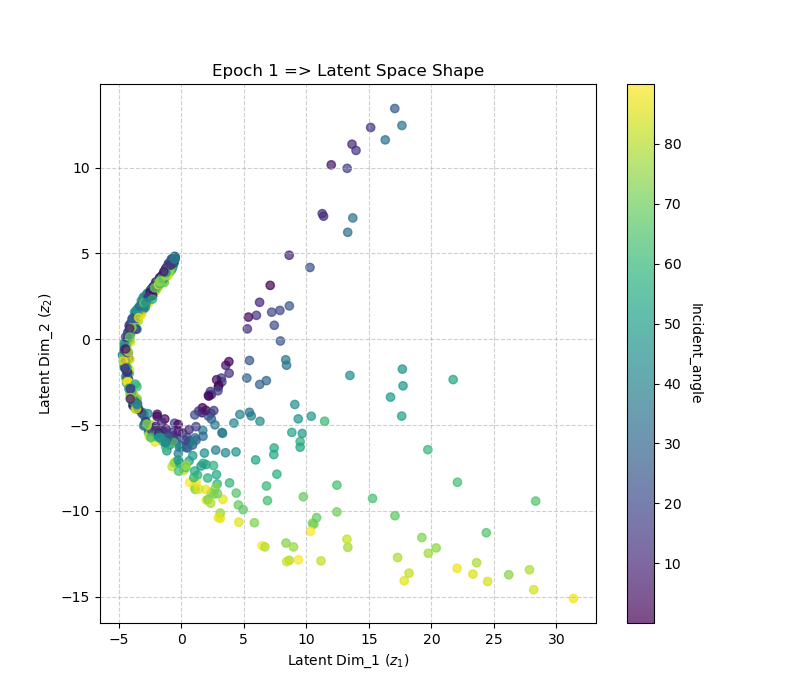 Epoch 1 => Latent Space Shape
10
5
0
−5
−10
−15
Latent Dim_2 (z₂)
−5 0 5 10 15 20 25 30
Latent Dim_1 (z₁)
80
70
60
50
40
30
20
10
Incident_angle